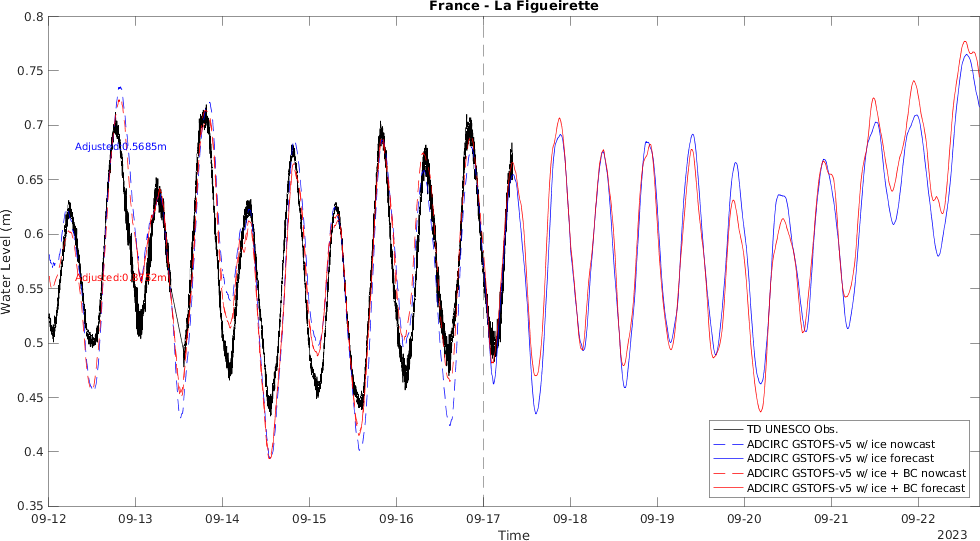 France - La Figueirette
0.8
0.75
0.7
0.65
0.6
0.55
0.5
0.45
0.4
0.35
Water Level (m)
Adjusted:0.5685m
TD UNESCO Obs.
ADCIRC GSTOFS-v5 w/ ice nowcast
ADCIRC GSTOFS-v5 w/ ice forecast
ADCIRC GSTOFS-v5 w/ ice + BC nowcast
ADCIRC GSTOFS-v5 w/ ice + BC forecast
09-12 09-13 09-14 09-15 09-16 09-17 09-18 09-19 09-20 09-21 09-22
Time
2023